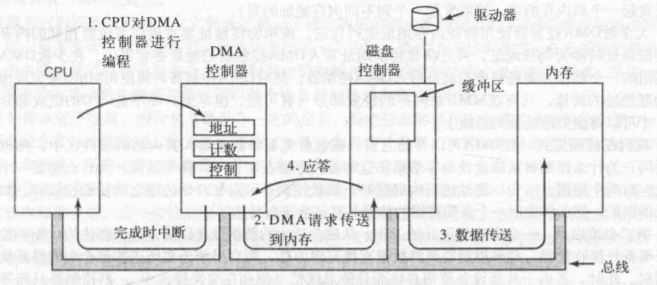 1. CPU对DMA
控制器进行
编程
驱动器
DMA
控制器
磁盘
控制器
CPU
内存
缓冲区
地址
计数
控制
4. 应答
2. DMA请求传送
到内存
完成时中断
3. 数据传送
总线